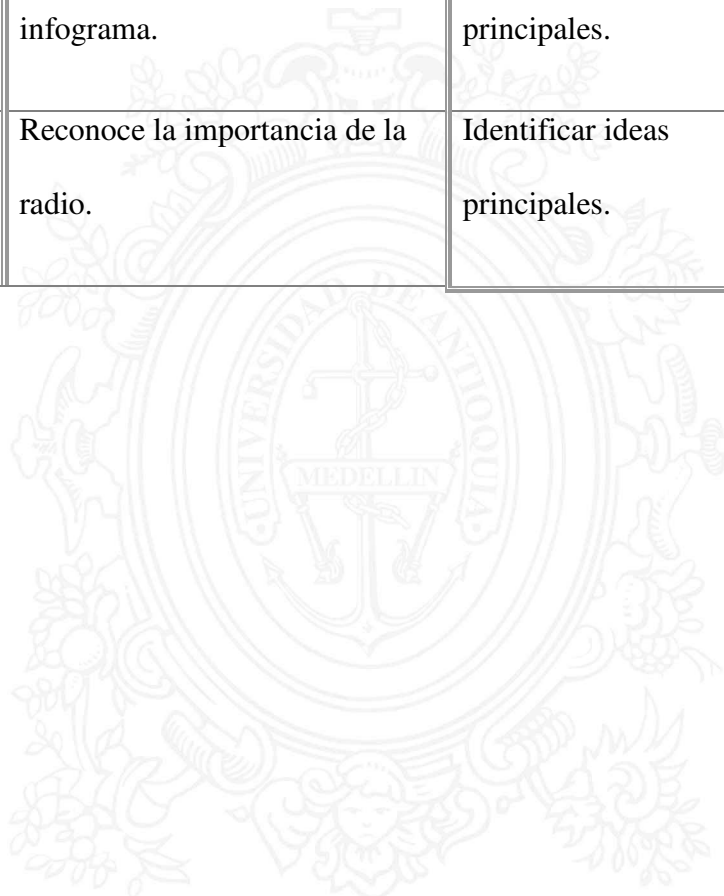 infograma.
principales.
Reconoce la importancia de la
radio.
Identificar ideas
principales.
UNIVERSIDAD DE ANTIOQUIA
MEDELLIN